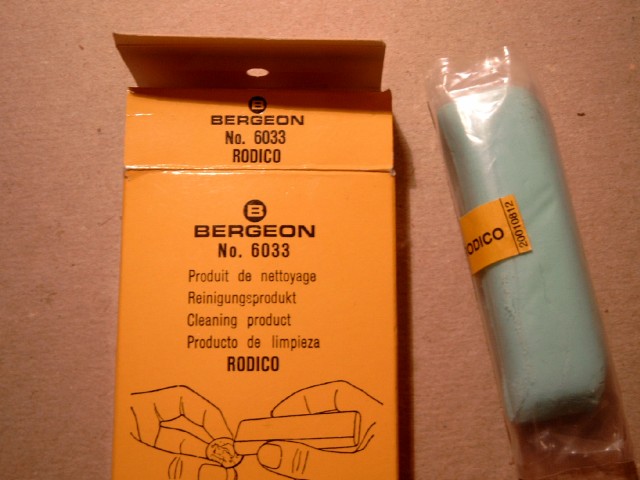 B
BERGEON
No. 6033
RODICO
B
BERGEON
No. 6033
Produit de nettoyage
Reinigungsprodukt
Cleaning product
Producto de limpieza
RODICO
RODICO
20010812